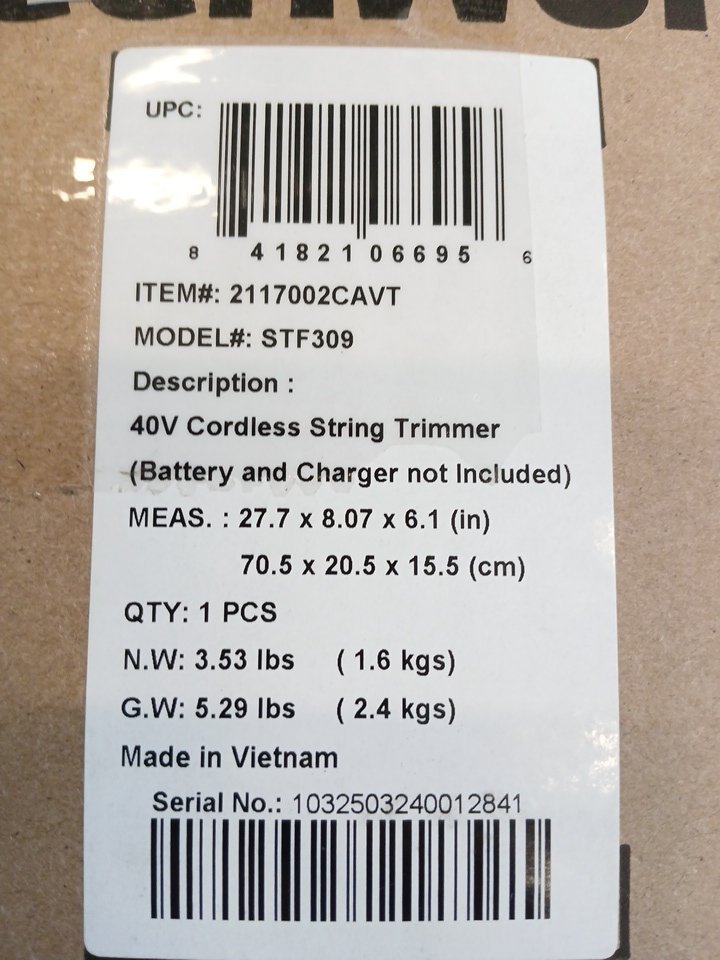 UPC:
8 41821 06695 6
ITEM#: 2117002CAVT
MODEL#: STF309
Description :
40V Cordless String Trimmer
(Battery and Charger not Included)
MEAS. : 27.7 x 8.07 x 6.1 (in)
70.5 x 20.5 x 15.5 (cm)
QTY: 1 PCS
N.W: 3.53 lbs ( 1.6 kgs)
G.W: 5.29 lbs ( 2.4 kgs)
Made in Vietnam
Serial No.: 1032503240012841